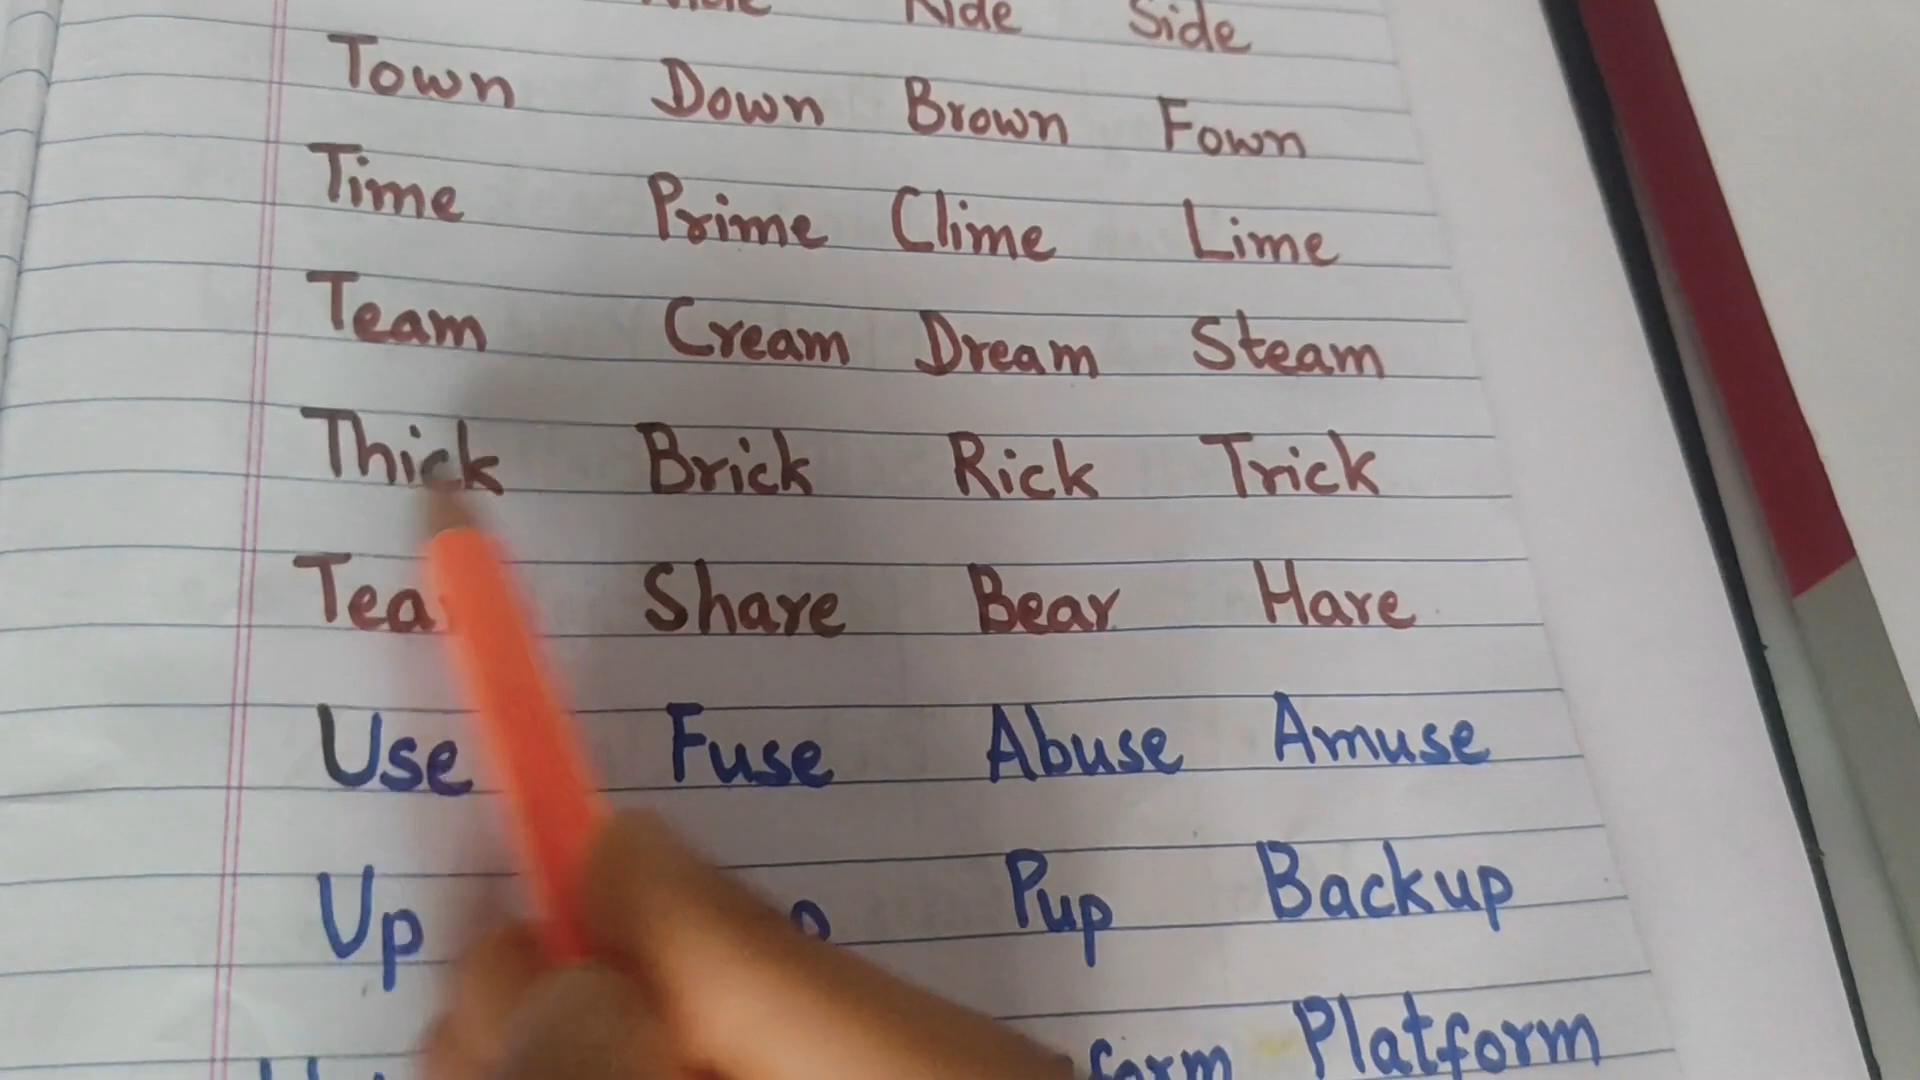 Ride Side
Town Down Brown Fown
Time Prime Clime Lime
Team Cream Dream Steam
Thick Brick Rick Trick
Share Bear Hare
Use Fuse Abuse Amuse
Up Pup Backup
Platform